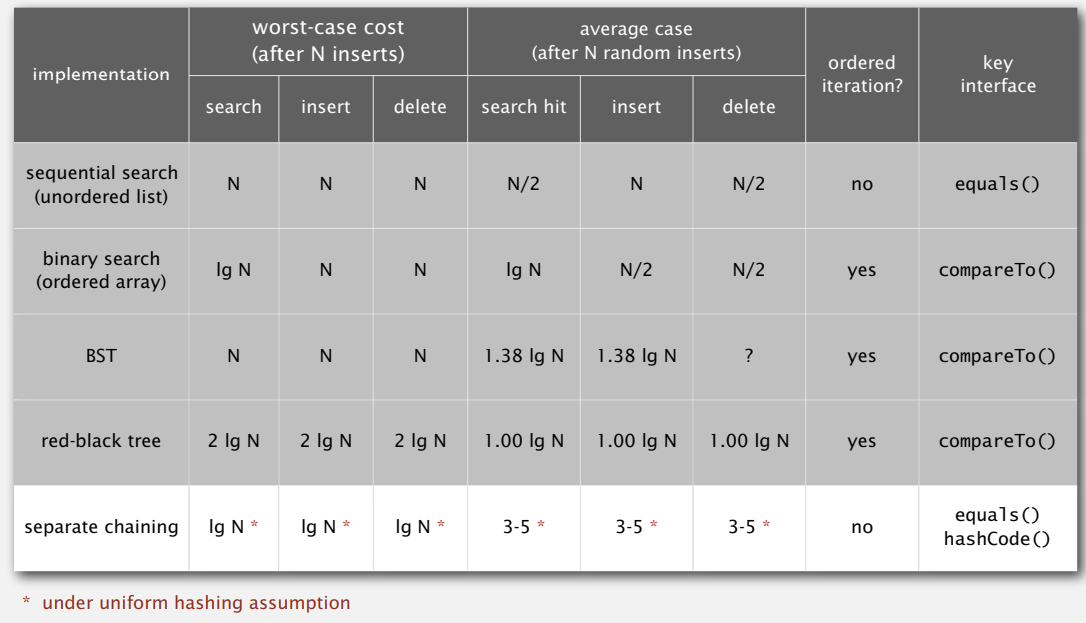 implementation
worst-case cost
(after N inserts)
average case
(after N random inserts)
ordered
iteration?
key
interface
search insert delete search hit insert delete
sequential search
(unordered list)
N N N N/2 N N/2 no equals()
binary search
(ordered array)
lg N N N lg N N/2 N/2 yes compareTo()
BST N N N 1.38 lg N 1.38 lg N ? yes compareTo()
red-black tree 2 lg N 2 lg N 2 lg N 1.00 lg N 1.00 lg N 1.00 lg N yes compareTo()
separate chaining lg N * lg N * lg N * 3-5 * 3-5 * 3-5 * no equals()
hashCode()
* under uniform hashing assumption